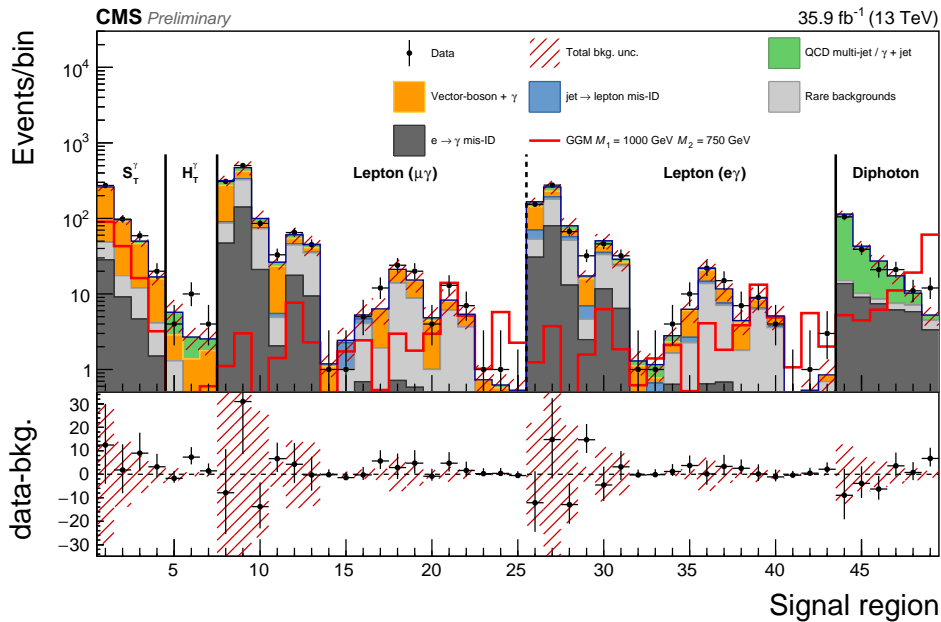 CMS Preliminary 35.9 fb⁻¹ (13 TeV)
Events/bin
10⁴
10³
10²
10
1
Data
Total bkg. unc.
QCD multi-jet / γ + jet
Vector-boson + γ
jet → lepton mis-ID
Rare backgrounds
e → γ mis-ID
GGM M₁ = 1000 GeV M₂ = 750 GeV
S_T^γ
H_T^γ
Lepton (μγ)
Lepton (eγ)
Diphoton
data-bkg.
30
20
10
0
−10
−20
−30
5 10 15 20 25 30 35 40 45
Signal region